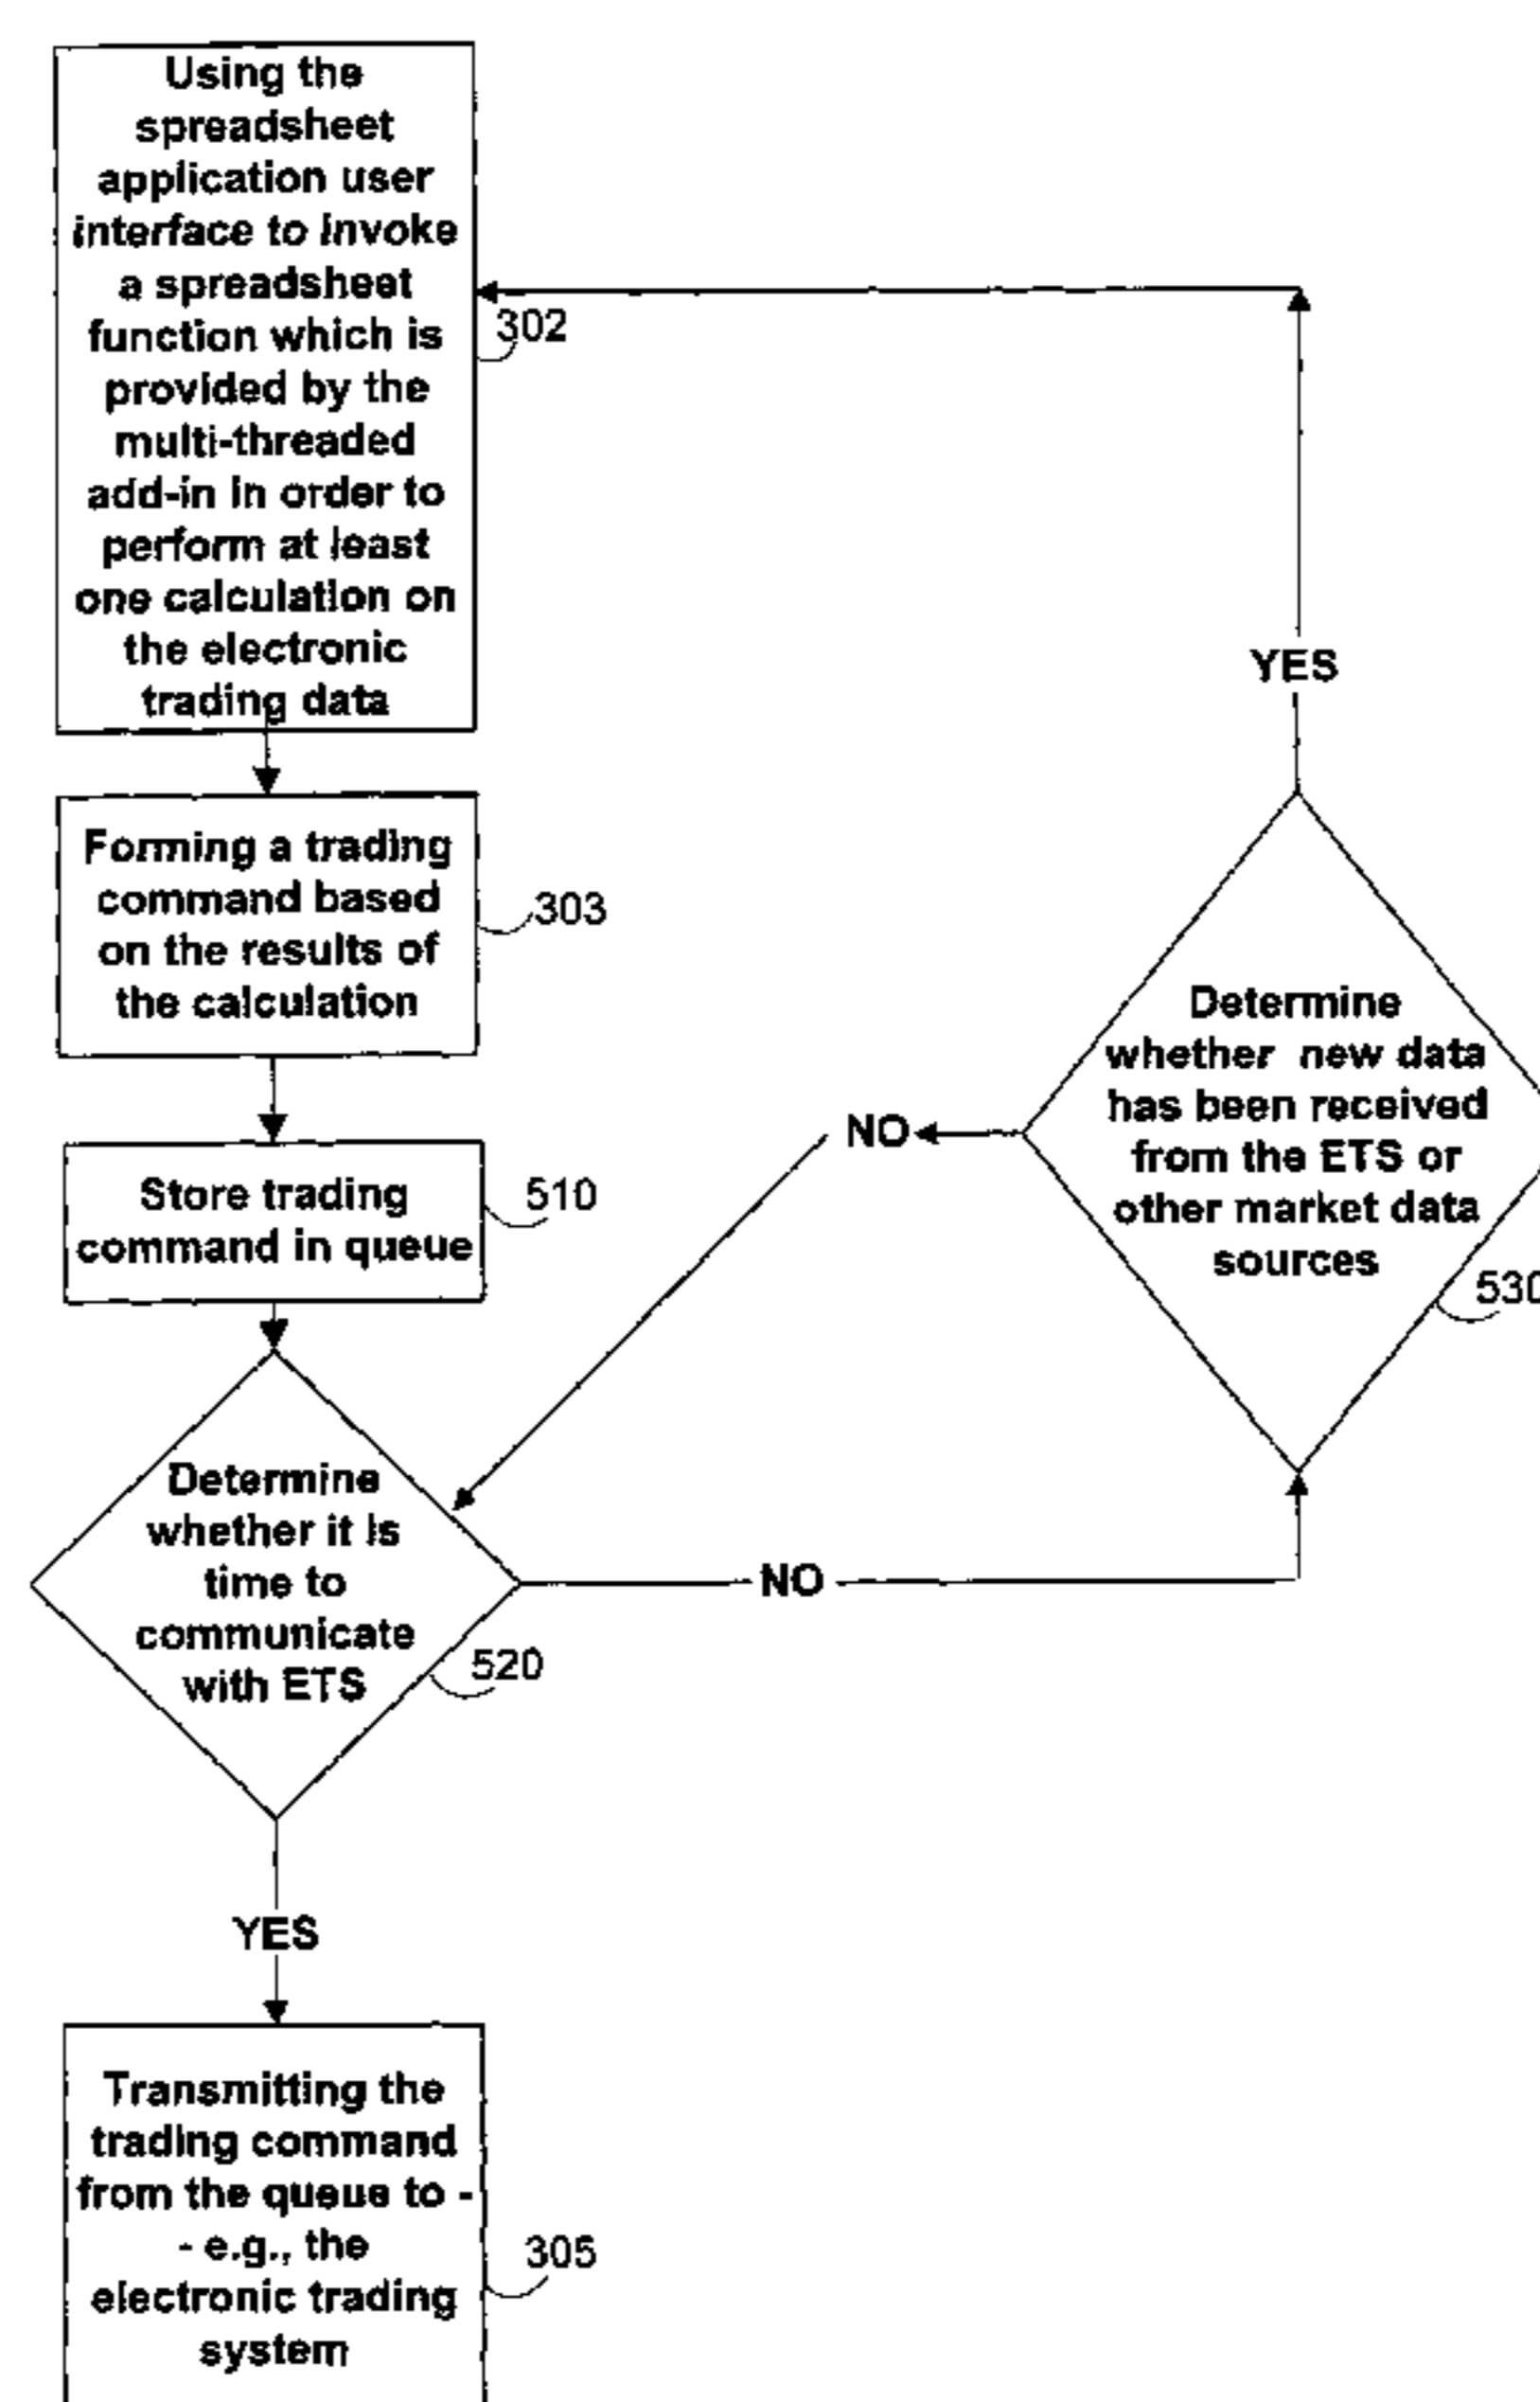 Using the
spreadsheet
application user
interface to invoke
a spreadsheet
function which is
provided by the
multi-threaded
add-in in order to
perform at least
one calculation on
the electronic
trading data
302
Forming a trading
command based
on the results of
the calculation
303
Store trading
command in queue
510
Determine
whether it is
time to
communicate
with ETS
520
NO
YES
Determine
whether new data
has been received
from the ETS or
other market data
sources
530
NO
YES
Transmitting the
trading command
from the queue to -
- e.g., the
electronic trading
system
305